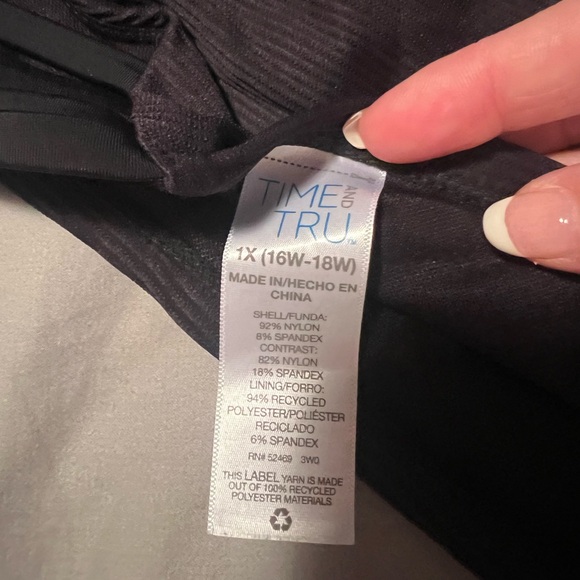 TIME AND
TRU™
1X (16W-18W)
MADE IN/HECHO EN
CHINA
SHELL/FUNDA:
92% NYLON
8% SPANDEX
CONTRAST:
82% NYLON
18% SPANDEX
LINING/FORRO:
94% RECYCLED
POLYESTER/POLIÉSTER
RECICLADO
6% SPANDEX
RN# 52469 3W0
THIS LABEL YARN IS MADE
OUT OF 100% RECYCLED
POLYESTER MATERIALS